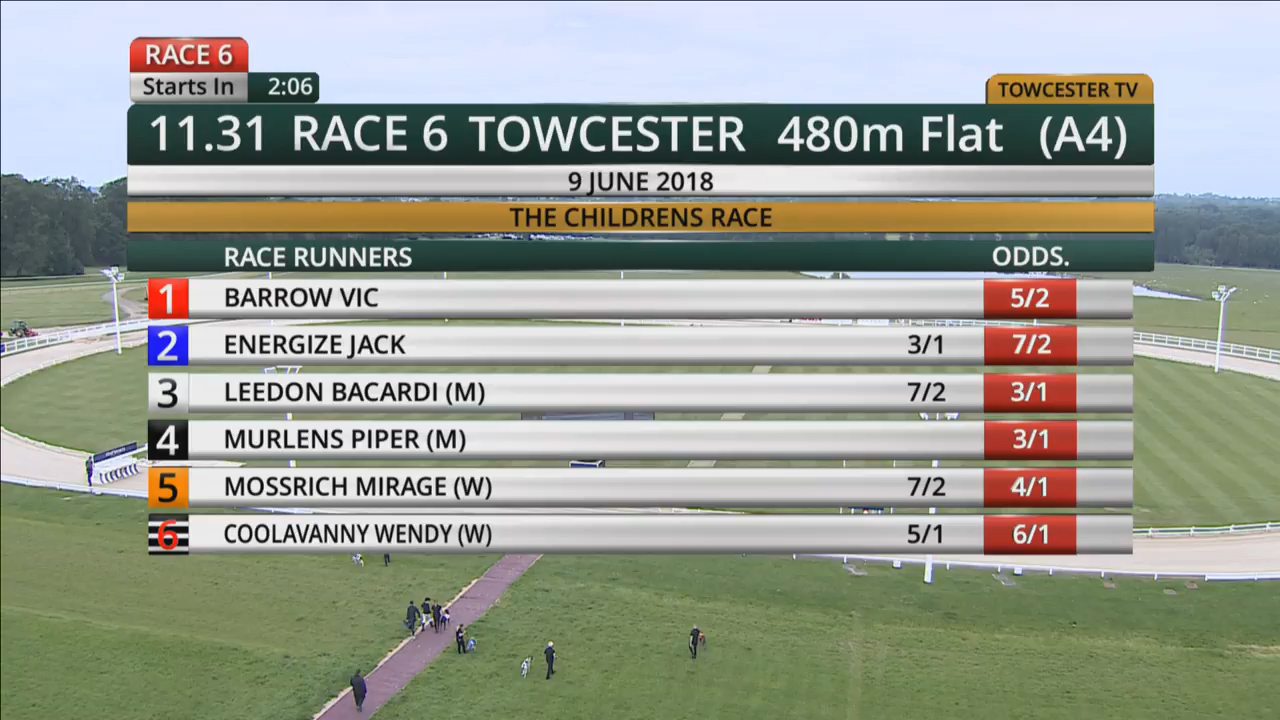 RACE 6
Starts In 2:06
TOWCESTER TV
11.31 RACE 6 TOWCESTER 480m Flat (A4)
9 JUNE 2018
THE CHILDRENS RACE
RACE RUNNERS ODDS.
1 BARROW VIC 5/2
2 ENERGIZE JACK 3/1 7/2
3 LEEDON BACARDI (M) 7/2 3/1
4 MURLENS PIPER (M) 3/1
5 MOSSRICH MIRAGE (W) 7/2 4/1
6 COOLAVANNY WENDY (W) 5/1 6/1